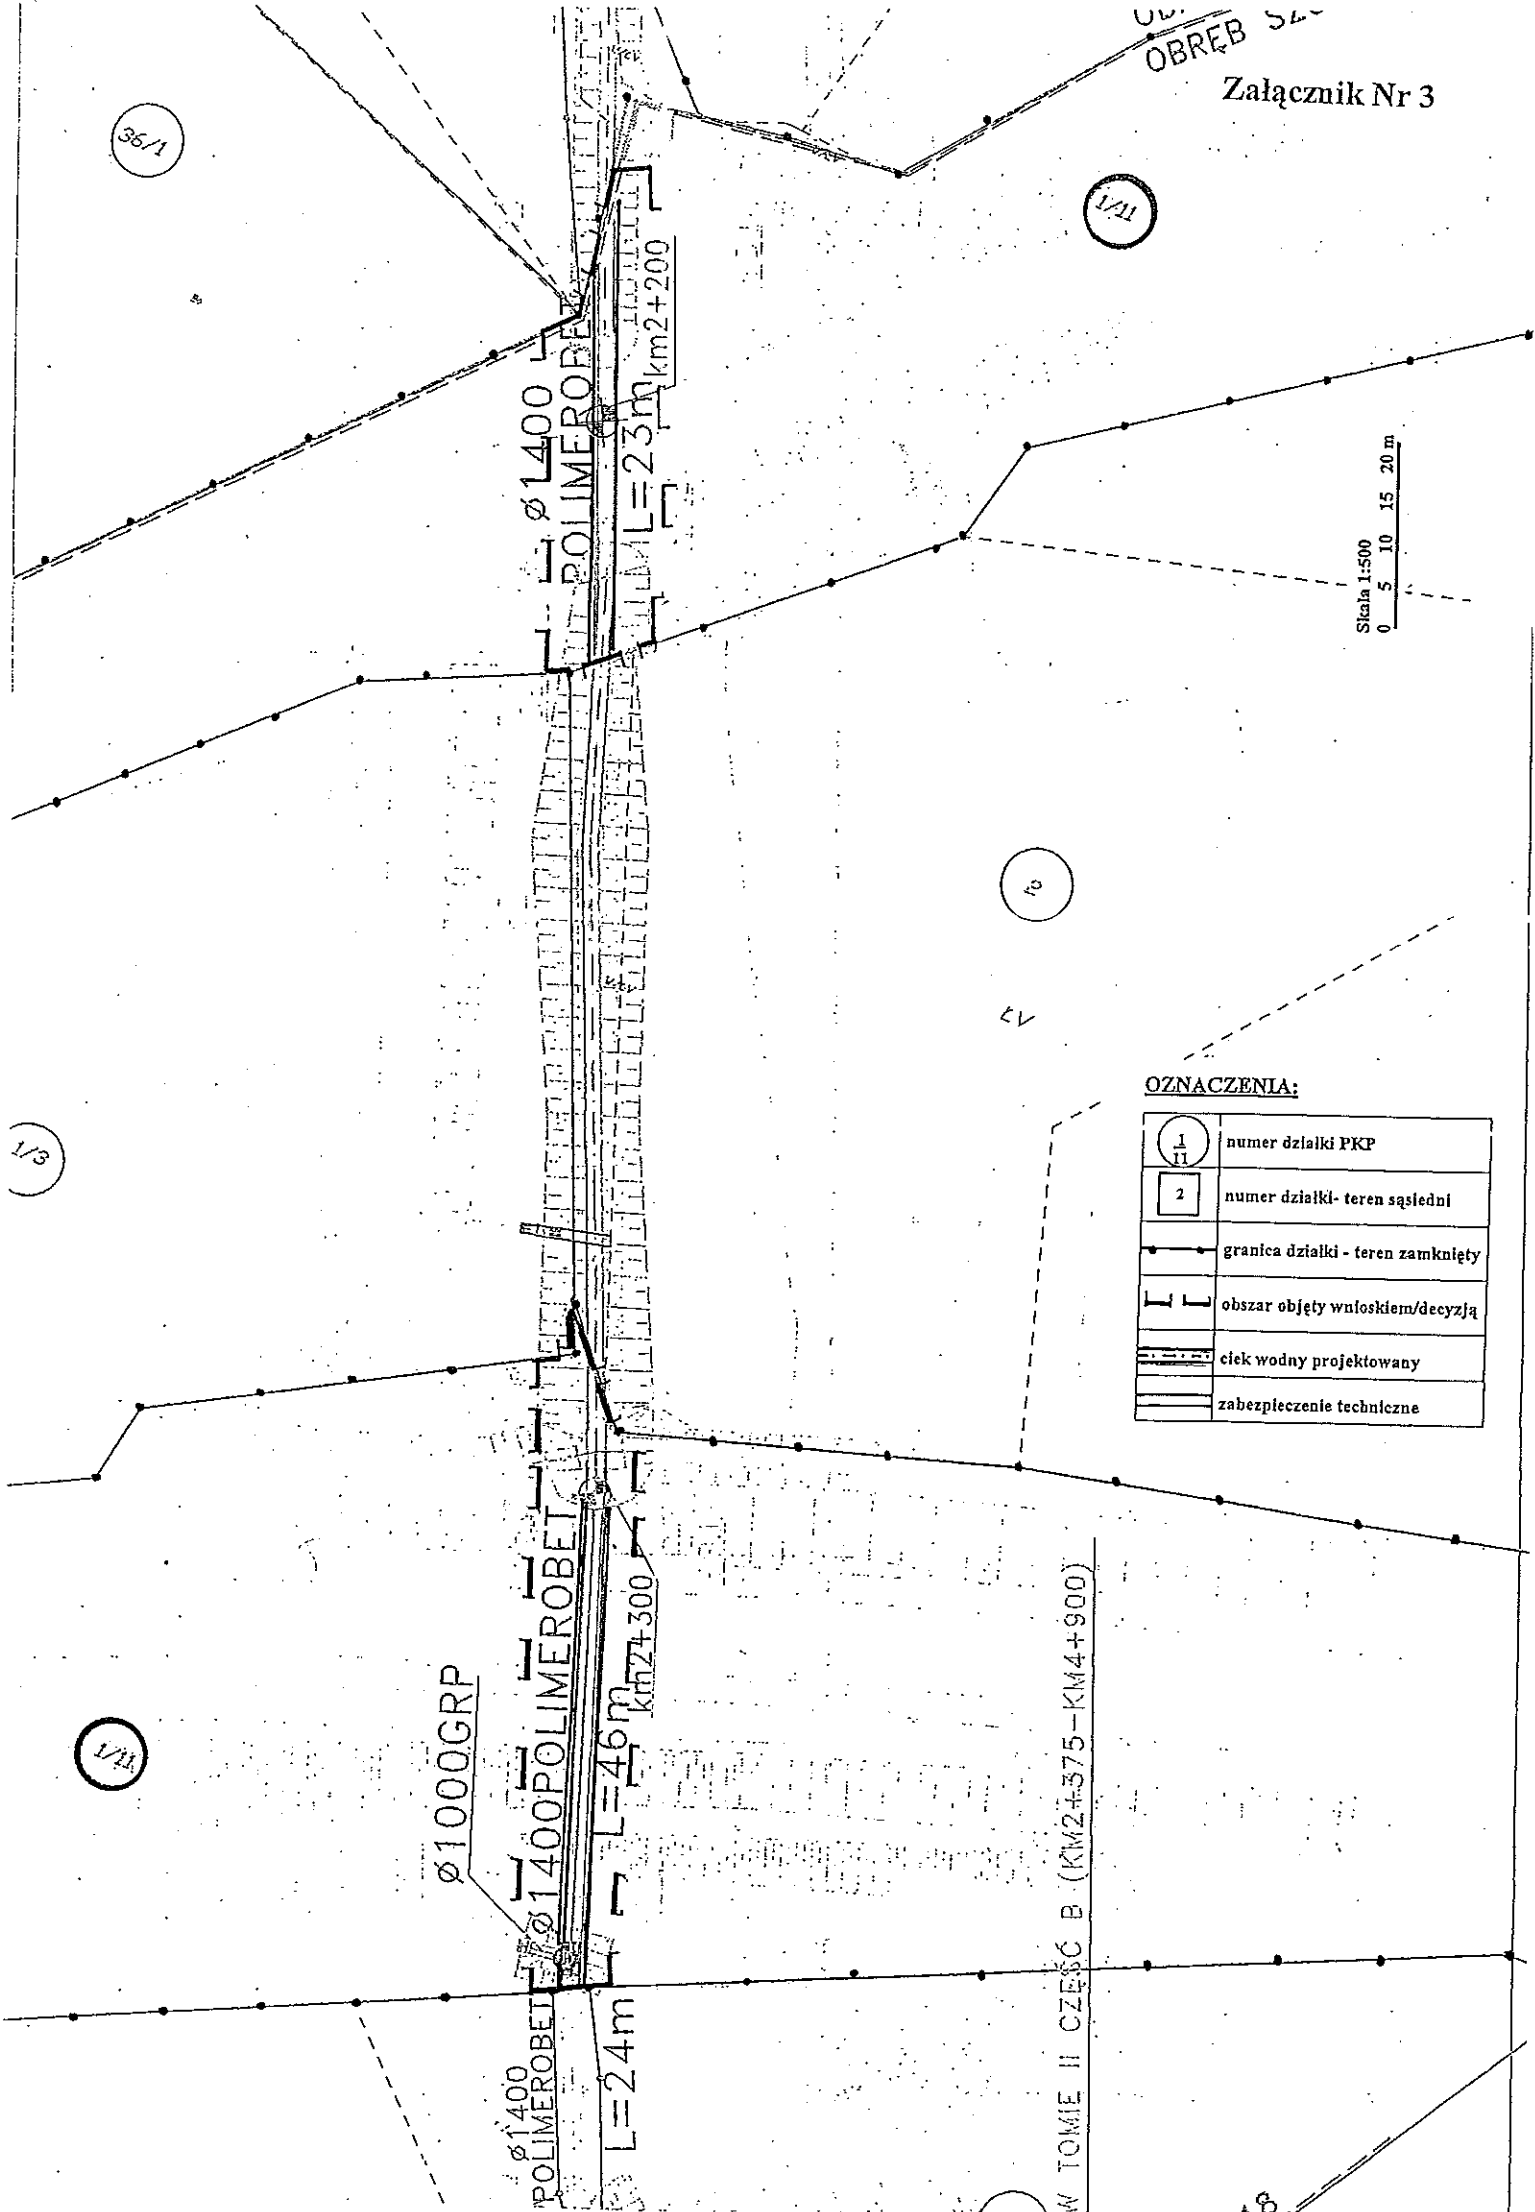 OBRĘB
Załącznik Nr 3
36/1
1/11
km2+200
Ø1400
POLIMEROBET
L=23m
Skala 1:500
0 5 10 15 20 m
ŁV
1/3
OZNACZENIA:
1/11 numer działki PKP
2 numer działki- teren sąsiedni
granica działki - teren zamknięty
obszar objęty wnioskiem/decyzją
ciek wodny projektowany
zabezpieczenie techniczne
km2+300
Ø1400POLIMEROBET
L=46m
Ø1000GRP
1/11
W TOMIE II CZĘŚĆ B (KM2+375-KM4+900)
Ø1400
POLIMEROBET
L=24m